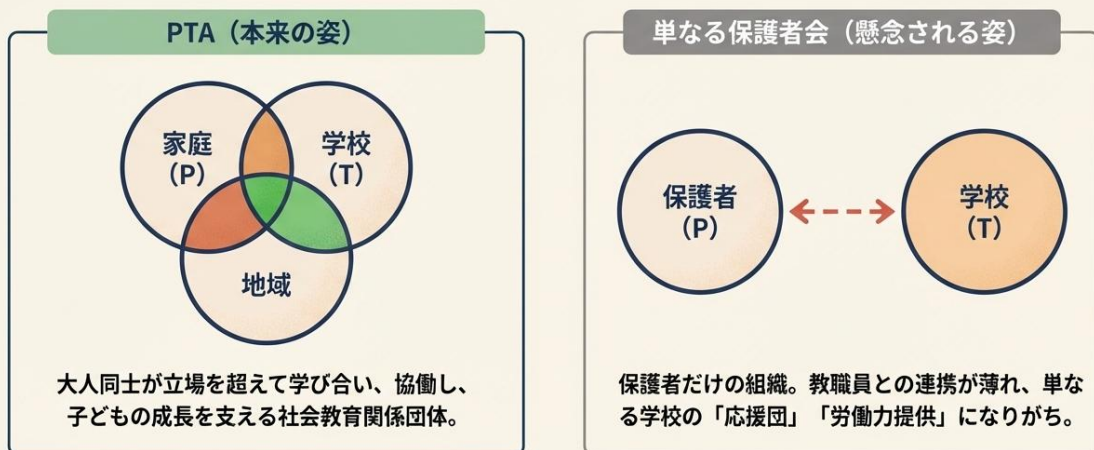 PTA（本来の姿）
家庭
（P）
学校
（T）
地域
大人同士が立場を超えて学び合い、協働し、
子どもの成長を支える社会教育関係団体。
単なる保護者会（懸念される姿）
保護者
（P）
学校
（T）
保護者だけの組織。教職員との連携が薄れ、単な
る学校の「応援団」「労働力提供」になりがち。